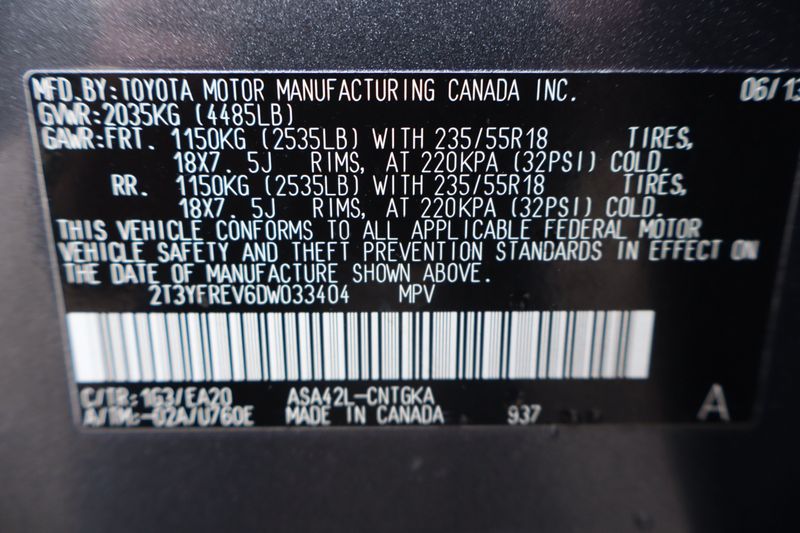 MFD.BY:TOYOTA MOTOR MANUFACTURING CANADA INC. 06/13
GVWR:2035KG (4485LB)
GAWR:FRT. 1150KG (2535LB) WITH 235/55R18 TIRES,
18X7. 5J RIMS, AT 220KPA (32PSI) COLD.
RR. 1150KG (2535LB) WITH 235/55R18 TIRES,
18X7. 5J RIMS, AT 220KPA (32PSI) COLD.
THIS VEHICLE CONFORMS TO ALL APPLICABLE FEDERAL MOTOR
VEHICLE SAFETY AND THEFT PREVENTION STANDARDS IN EFFECT ON
THE DATE OF MANUFACTURE SHOWN ABOVE.
2T3YFREV6DW033404 MPV
C/TR:1G3/EA20 ASA42L-CNTGKA A
A/TM:-02A/U760E MADE IN CANADA 937